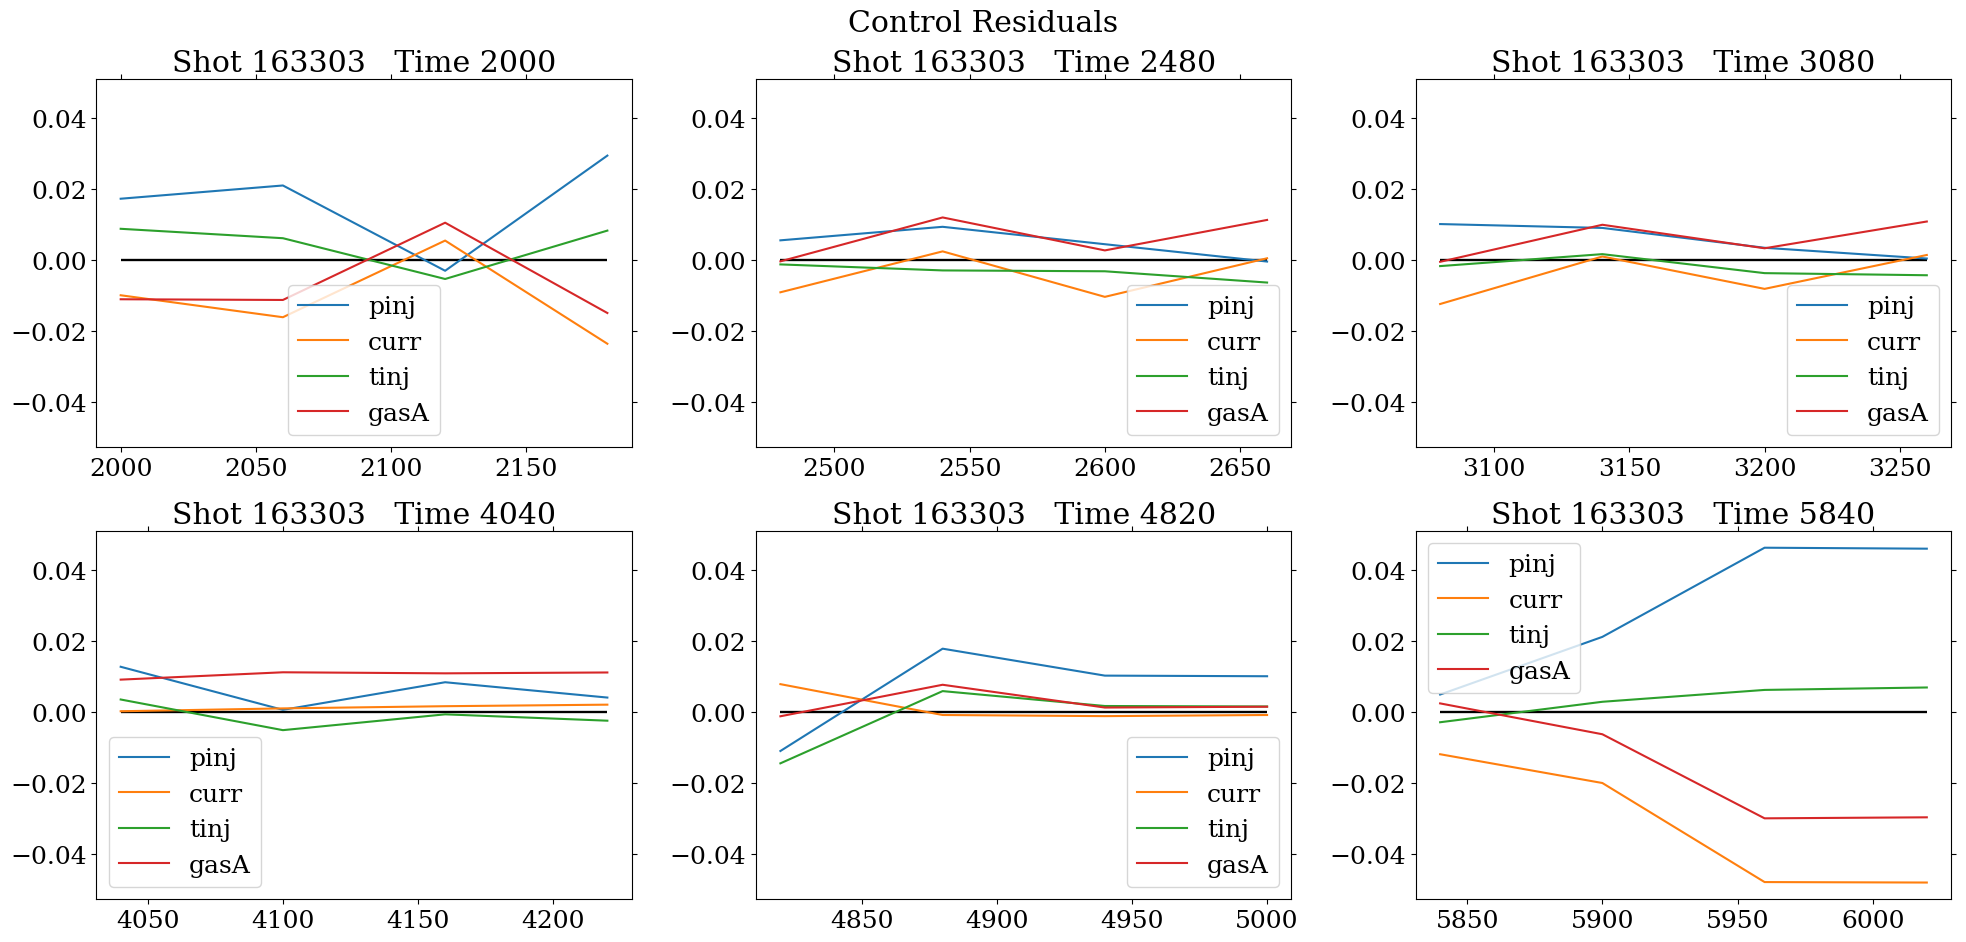 Control Residuals
Shot 163303   Time 2000
0.04
0.02
0.00
−0.02
−0.04
pinj
curr
tinj
gasA
2000 2050 2100 2150
Shot 163303   Time 2480
0.04
0.02
0.00
−0.02
−0.04
pinj
curr
tinj
gasA
2500 2550 2600 2650
Shot 163303   Time 3080
0.04
0.02
0.00
−0.02
−0.04
pinj
curr
tinj
gasA
3100 3150 3200 3250
Shot 163303   Time 4040
0.04
0.02
0.00
−0.02
−0.04
pinj
curr
tinj
gasA
4050 4100 4150 4200
Shot 163303   Time 4820
0.04
0.02
0.00
−0.02
−0.04
pinj
curr
tinj
gasA
4850 4900 4950 5000
Shot 163303   Time 5840
0.04
0.02
0.00
−0.02
−0.04
pinj
curr
tinj
gasA
5850 5900 5950 6000